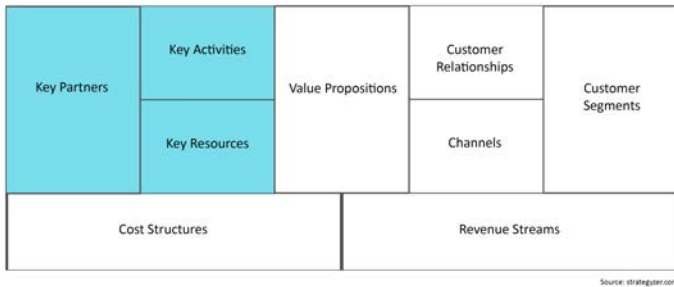 Key Partners
Key Activities
Key Resources
Value Propositions
Customer
Relationships
Channels
Customer
Segments
Cost Structures
Revenue Streams
Source: strategyzer.com